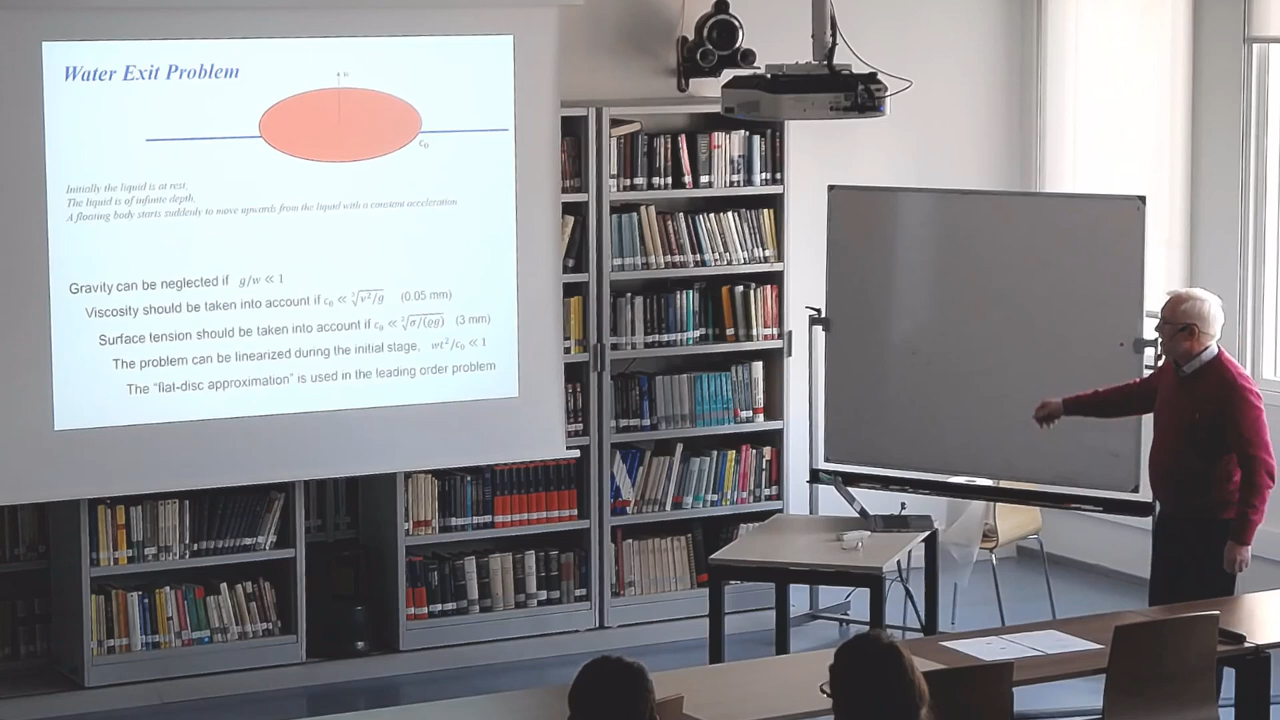 Water Exit Problem
c₀
Initially the liquid is at rest,
The liquid is of infinite depth,
A floating body starts suddenly to move upwards from the liquid with a constant acceleration
Gravity can be neglected if g/w ≪ 1
Viscosity should be taken into account if c₀ ≪ ∛(ν²/g) (0.05 mm)
Surface tension should be taken into account if c₀ ≪ √(σ/(ϱg)) (3 mm)
The problem can be linearized during the initial stage, wt²/c₀ ≪ 1
The "flat-disc approximation" is used in the leading order problem